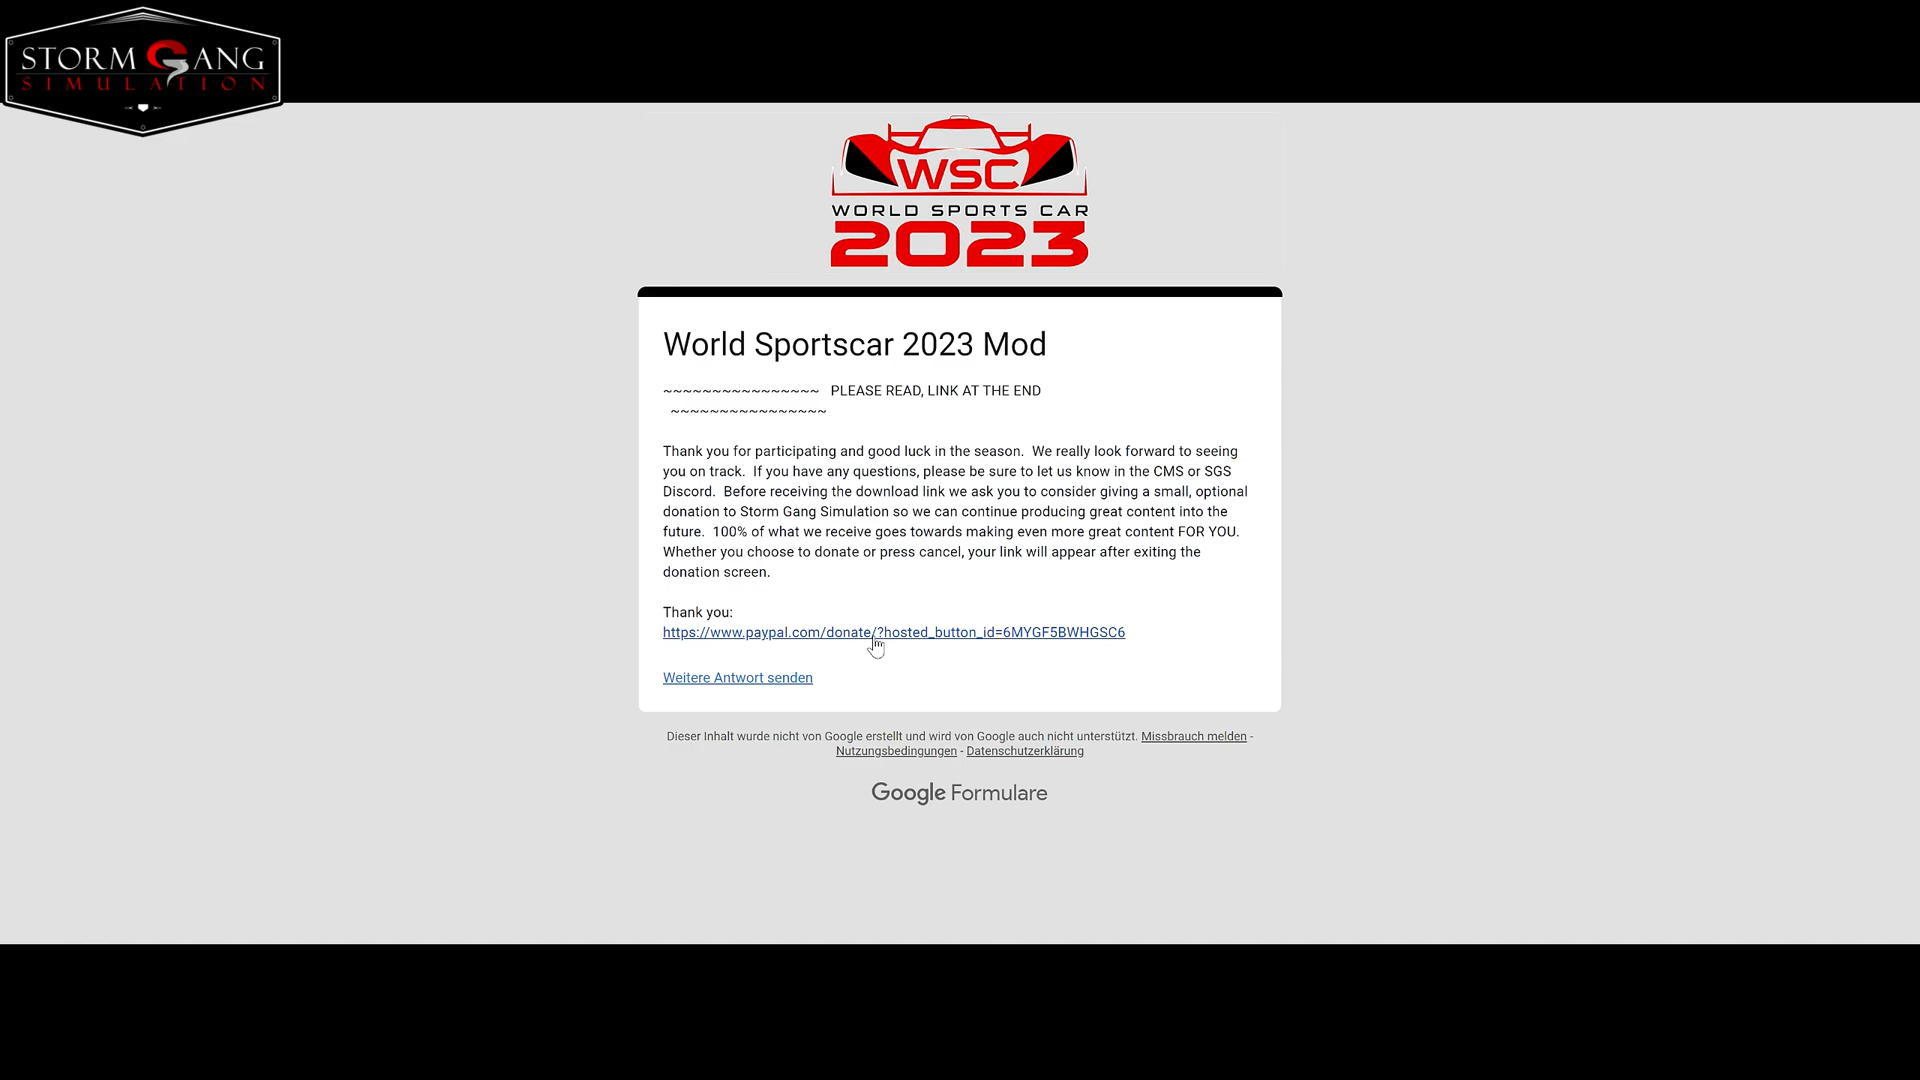 STORM GANG
SIMULATION
WSC
WORLD SPORTS CAR
2023
World Sportscar 2023 Mod
~~~~~~~~~~~~~~~~ PLEASE READ, LINK AT THE END
~~~~~~~~~~~~~~~~
Thank you for participating and good luck in the season. We really look forward to seeing
you on track. If you have any questions, please be sure to let us know in the CMS or SGS
Discord. Before receiving the download link we ask you to consider giving a small, optional
donation to Storm Gang Simulation so we can continue producing great content into the
future. 100% of what we receive goes towards making even more great content FOR YOU.
Whether you choose to donate or press cancel, your link will appear after exiting the
donation screen.
Thank you:
https://www.paypal.com/donate/?hosted_button_id=6MYGF5BWHGSC6
Weitere Antwort senden
Dieser Inhalt wurde nicht von Google erstellt und wird von Google auch nicht unterstützt. Missbrauch melden -
Nutzungsbedingungen - Datenschutzerklärung
Google Formulare